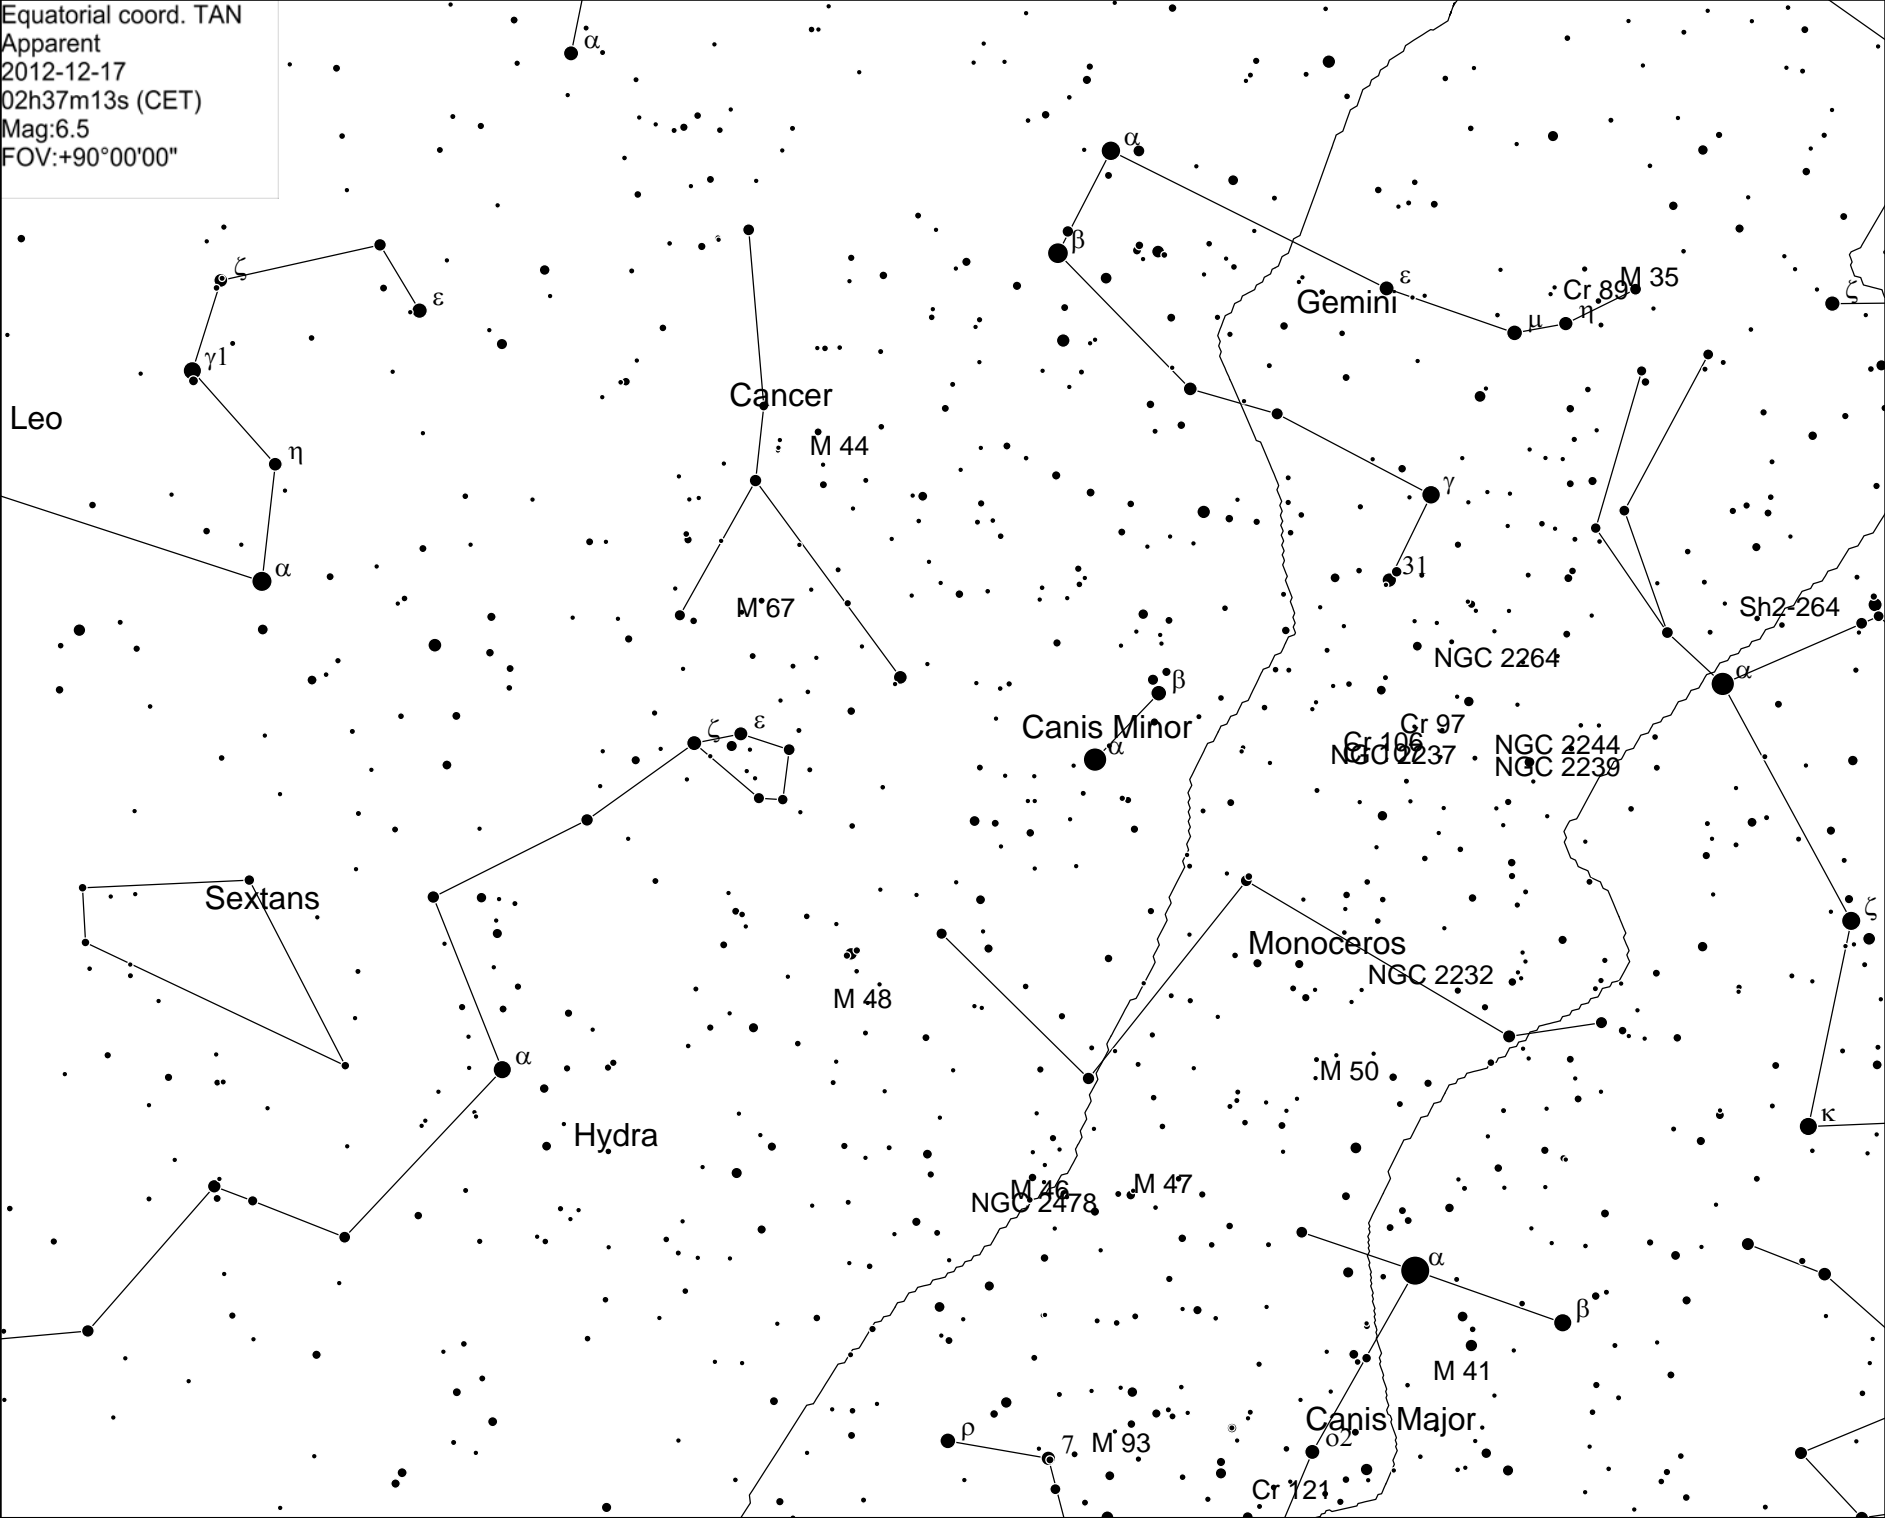 Equatorial coord. TAN
Apparent
2012-12-17
02h37m13s (CET)
Mag:6.5
FOV:+90°00'00"
α
α
ζ
β
ε
M 35
Cr 89
ζ
ε
Gemini
η
μ
γ1
Cancer
Leo
M 44
η
γ
α
31
M 67
Sh2-264
NGC 2264
α
β
ζ
ε
Canis Minor
α
Cr 97
Cr 106
NGC 2237
NGC 2244
NGC 2239
Sextans
ζ
Monoceros
NGC 2232
M 48
α
M 50
κ
Hydra
M 46
M 47
NGC 2478
α
β
M 41
Canis Major
ρ
7
M 93
ο2
Cr 121